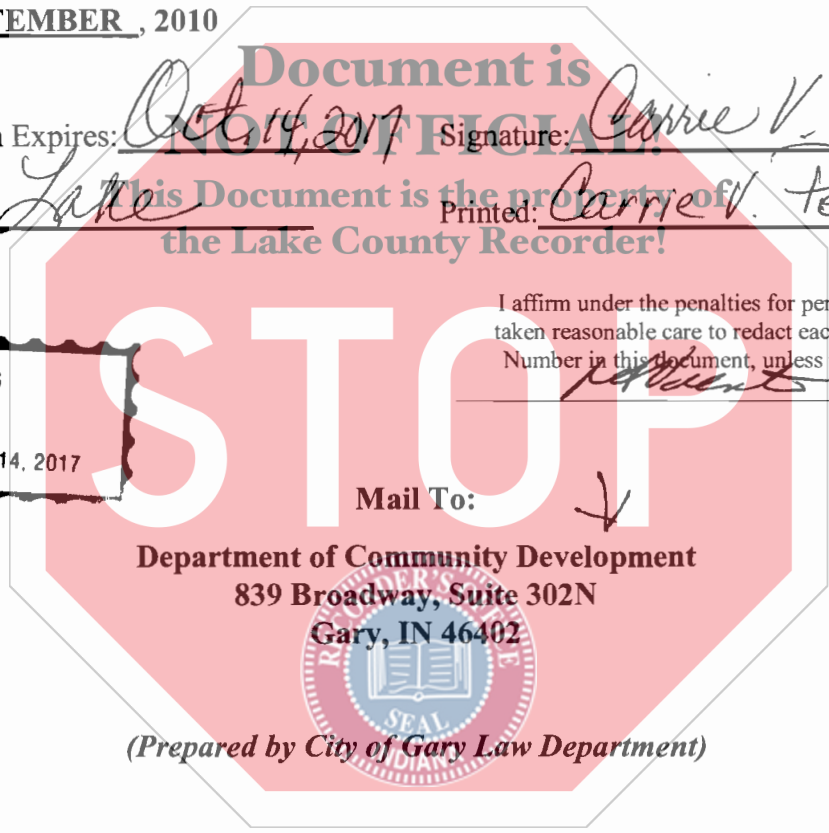 TEMBER , 2010
Document is
NOT OFFICIAL!
Expires: Oct. 14, 2017 Signature: Carrie V.
Lake Printed: Carrie V.
This Document is the property of
the Lake County Recorder!
I affirm under the penalties for per
taken reasonable care to redact eac
Number in this document, unless
STOP
14, 2017
Mail To:
Department of Community Development
839 Broadway, Suite 302N
Gary, IN 46402
RECORDER'S OFFICE
SEAL
INDIANA
(Prepared by City of Gary Law Department)